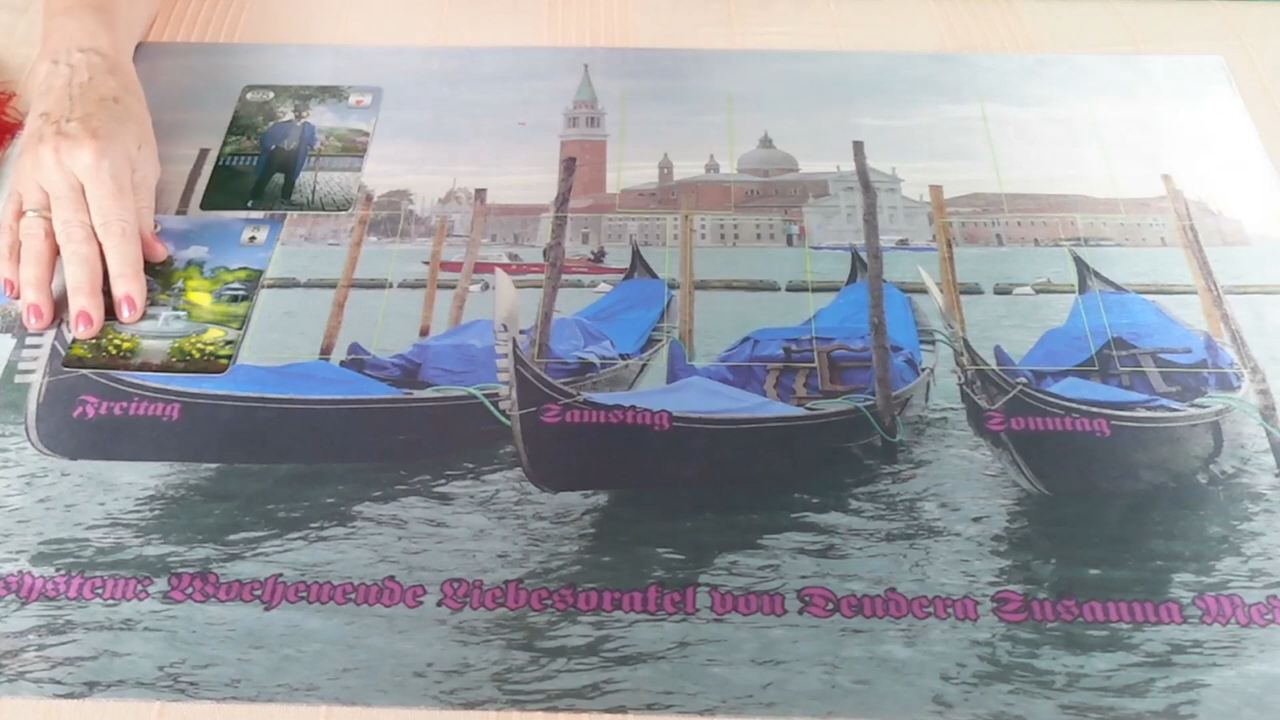 Freitag
Samstag
Sonntag
system: Wochenende Liebesorakel von Dendera Susanna